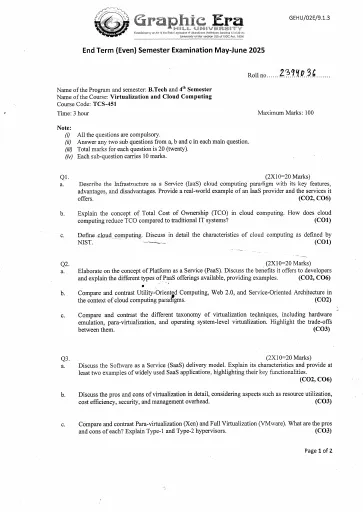 GEHU/02E/9.1.3
Graphic Era
HILL UNIVERSITY
End Term (Even) Semester Examination May-June 2025
Roll no......2394036......
Name of the Program and semester: B.Tech and 4th Semester
Name of the Course: Virtualization and Cloud Computing
Course Code: TCS-451
Time: 3 hour Maximum Marks: 100
Note:
(i) All the questions are compulsory.
(ii) Answer any two sub questions from a, b and c in each main question.
(iii) Total marks for each question is 20 (twenty).
(iv) Each sub-question carries 10 marks.
Q1. (2X10=20 Marks)
a. Describe the Infrastructure as a Service (IaaS) cloud computing paradigm with its key features,
advantages, and disadvantages. Provide a real-world example of an IaaS provider and the services it
offers. (CO2, CO6)
b. Explain the concept of Total Cost of Ownership (TCO) in cloud computing. How does cloud
computing reduce TCO compared to traditional IT systems? (CO1)
c. Define cloud computing. Discuss in detail the characteristics of cloud computing as defined by
NIST. (CO1)
Q2. (2X10=20 Marks)
a. Elaborate on the concept of Platform as a Service (PaaS). Discuss the benefits it offers to developers
and explain the different types of PaaS offerings available, providing examples. (CO2, CO6)
b. Compare and contrast Utility-Oriented Computing, Web 2.0, and Service-Oriented Architecture in
the context of cloud computing paradigms. (CO2)
c. Compare and contrast the different taxonomy of virtualization techniques, including hardware
emulation, para-virtualization, and operating system-level virtualization. Highlight the trade-offs
between them. (CO3)
Q3. (2X10=20 Marks)
a. Discuss the Software as a Service (SaaS) delivery model. Explain its characteristics and provide at
least two examples of widely used SaaS applications, highlighting their key functionalities.
(CO2, CO6)
b. Discuss the pros and cons of virtualization in detail, considering aspects such as resource utilization,
cost efficiency, security, and management overhead. (CO3)
c. Compare and contrast Para-virtualization (Xen) and Full Virtualization (VMware). What are the pros
and cons of each? Explain Type-1 and Type-2 hypervisors. (CO3)
Page 1 of 2